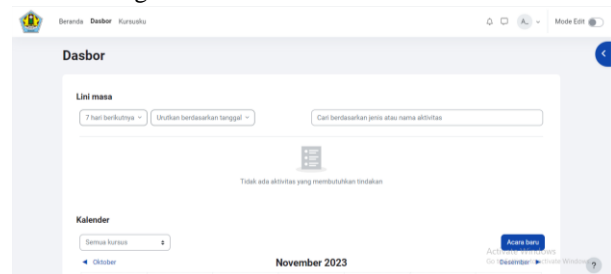 Beranda Dasbor Kursusku A. Mode Edit
Dasbor
Lini masa
7 hari berikutnya Urutkan berdasarkan tanggal Cari berdasarkan jenis atau nama aktivitas
Tidak ada aktivitas yang membutuhkan tindakan
Kalender
Semua kursus Acara baru
Activate Windows
Oktober November 2023 Desember
?